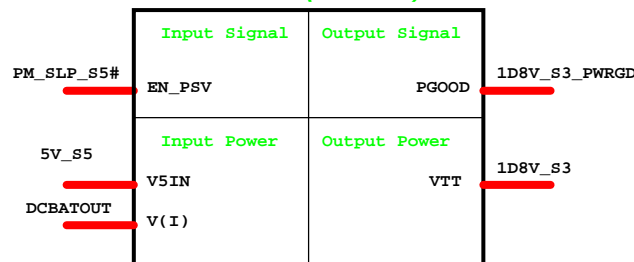 Input Signal Output Signal
PM_SLP_S5# EN_PSV PGOOD 1D8V_S3_PWRGD
Input Power Output Power
5V_S5 V5IN VTT 1D8V_S3
DCBATOUT V(I)